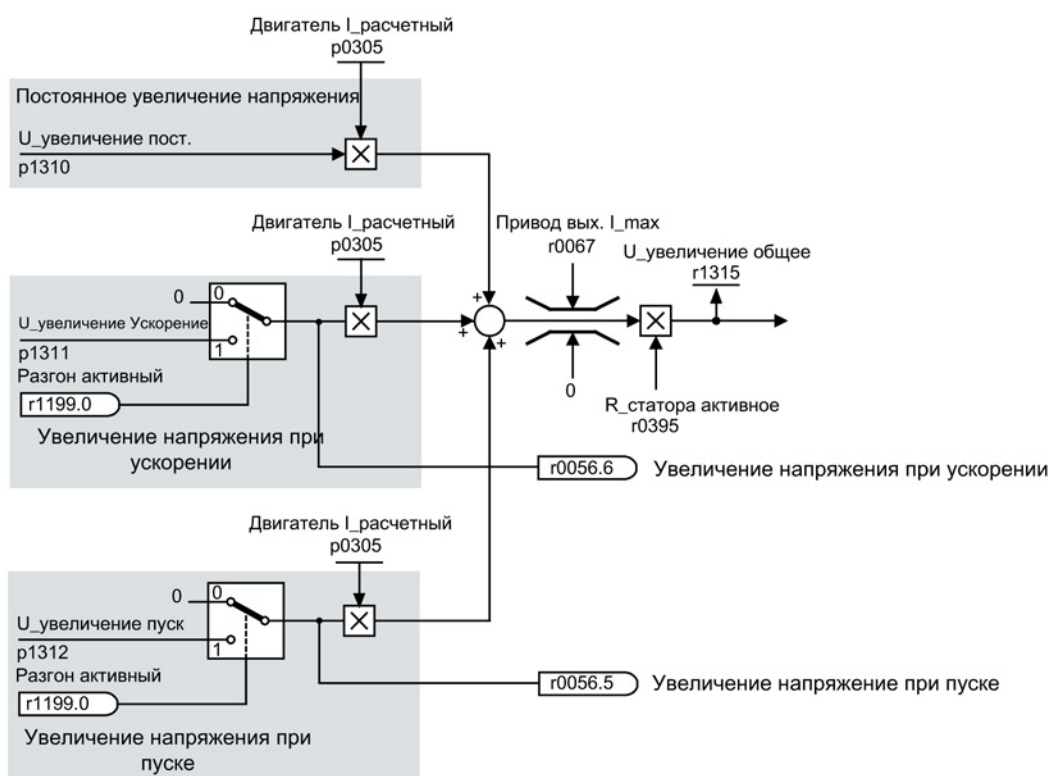 Двигатель I_расчетный
p0305
Постоянное увеличение напряжения
U_увеличение пост.
p1310
Двигатель I_расчетный
p0305
Привод вых. I_max
r0067
U_увеличение общее
r1315
+
+
+
0
0
U_увеличение Ускорение
1
p1311
Разгон активный
r1199.0
Увеличение напряжения при
ускорении
0
R_статора активное
r0395
r0056.6
Увеличение напряжения при ускорении
Двигатель I_расчетный
p0305
0
0
U_увеличение пуск
1
p1312
Разгон активный
r1199.0
Увеличение напряжения при
пуске
r0056.5
Увеличение напряжение при пуске